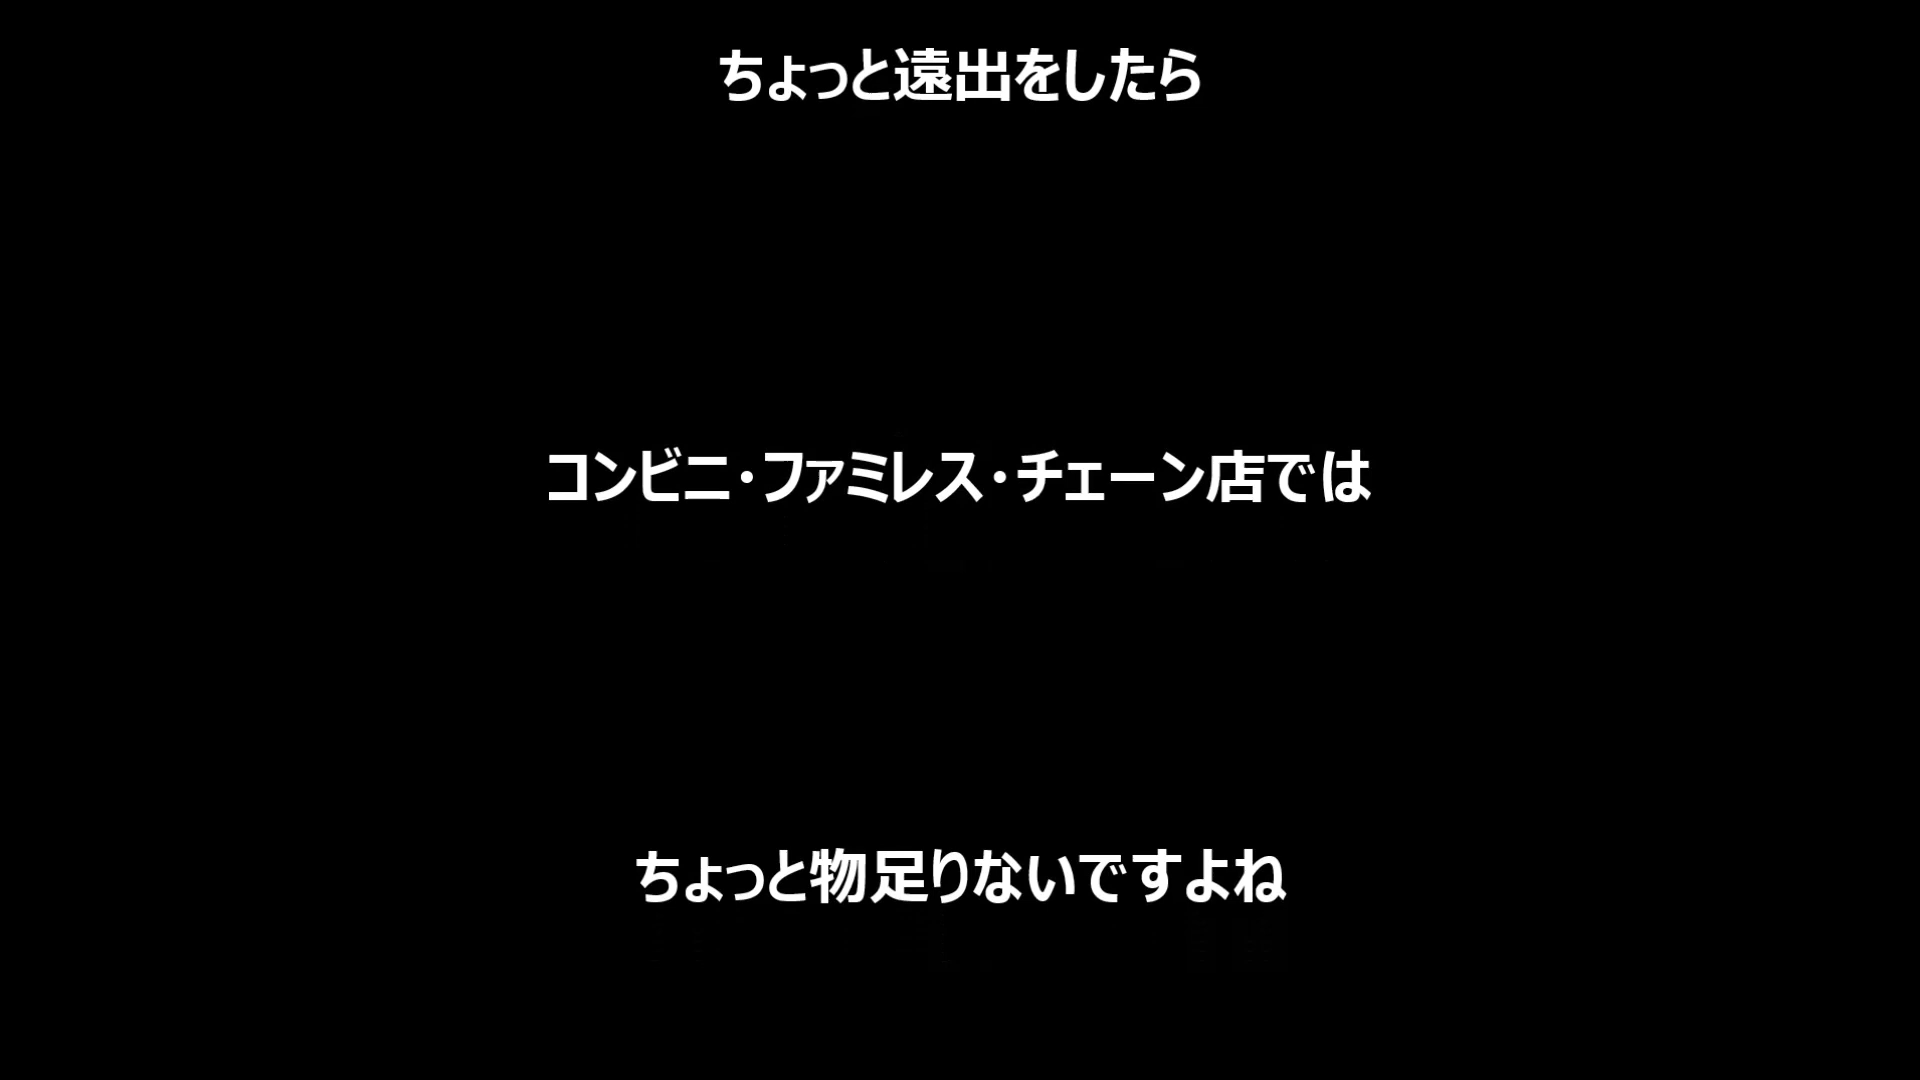 ちょっと遠出をしたら
コンビニ・ファミレス・チェーン店では
ちょっと物足りないですよね